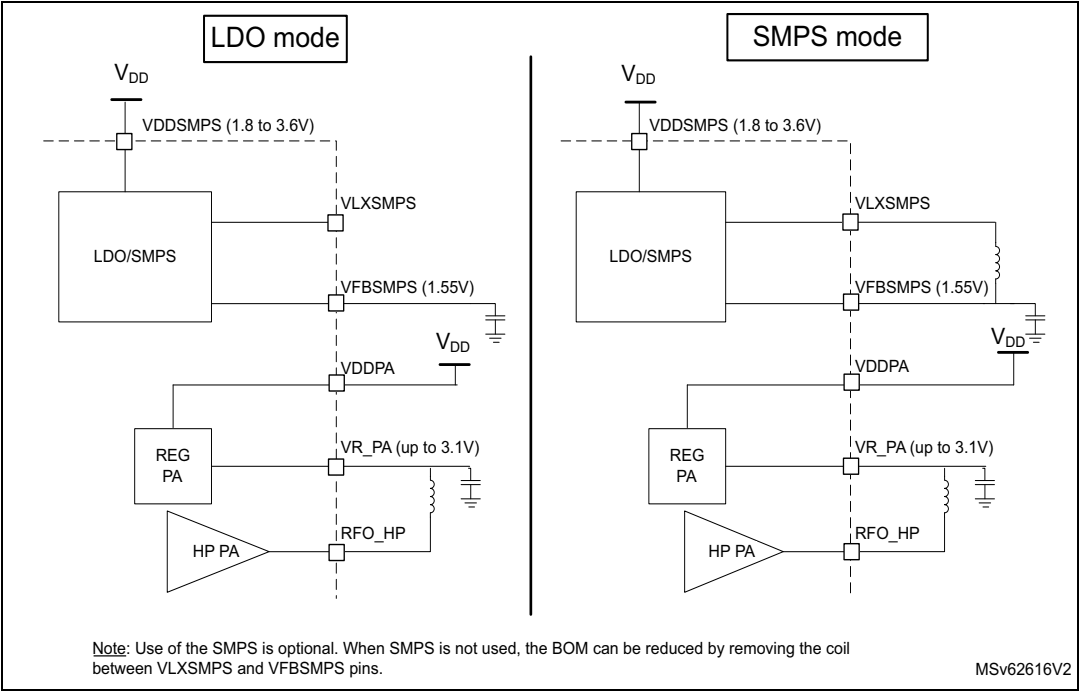 LDO mode
VDD
VDDSMPS (1.8 to 3.6V)
VLXSMPS
LDO/SMPS
VFBSMPS (1.55V)
VDD
VDDPA
REG
PA
VR_PA (up to 3.1V)
RFO_HP
HP PA
SMPS mode
VDD
VDDSMPS (1.8 to 3.6V)
VLXSMPS
LDO/SMPS
VFBSMPS (1.55V)
VDD
VDDPA
REG
PA
VR_PA (up to 3.1V)
RFO_HP
HP PA
Note: Use of the SMPS is optional. When SMPS is not used, the BOM can be reduced by removing the coil
between VLXSMPS and VFBSMPS pins.
MSv62616V2